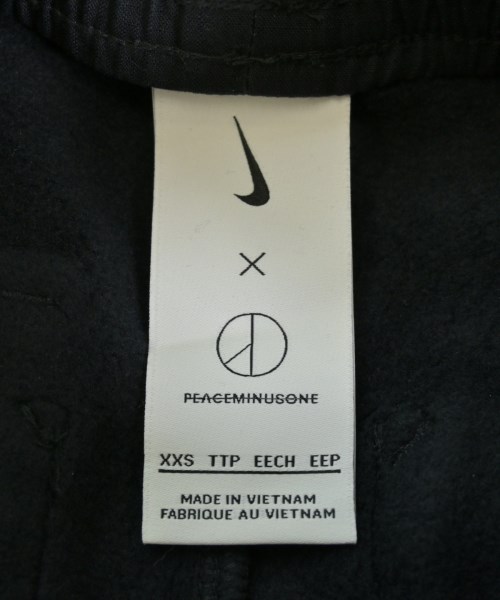 ×
PEACEMINUSONE
XXS TTP EECH EEP
MADE IN VIETNAM
FABRIQUE AU VIETNAM